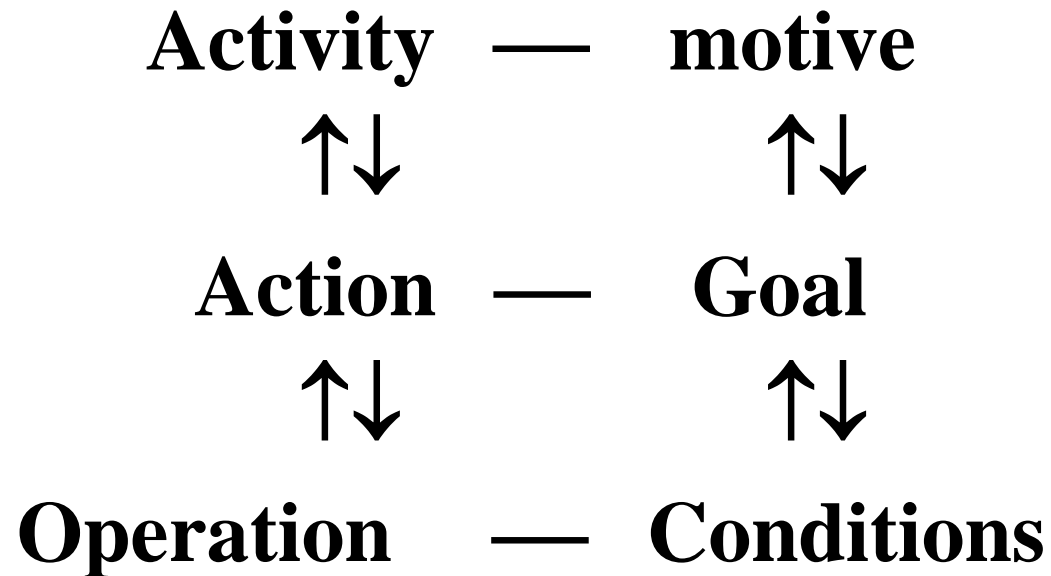 Activity — motive
↑↓ ↑↓
Action — Goal
↑↓ ↑↓
Operation — Conditions